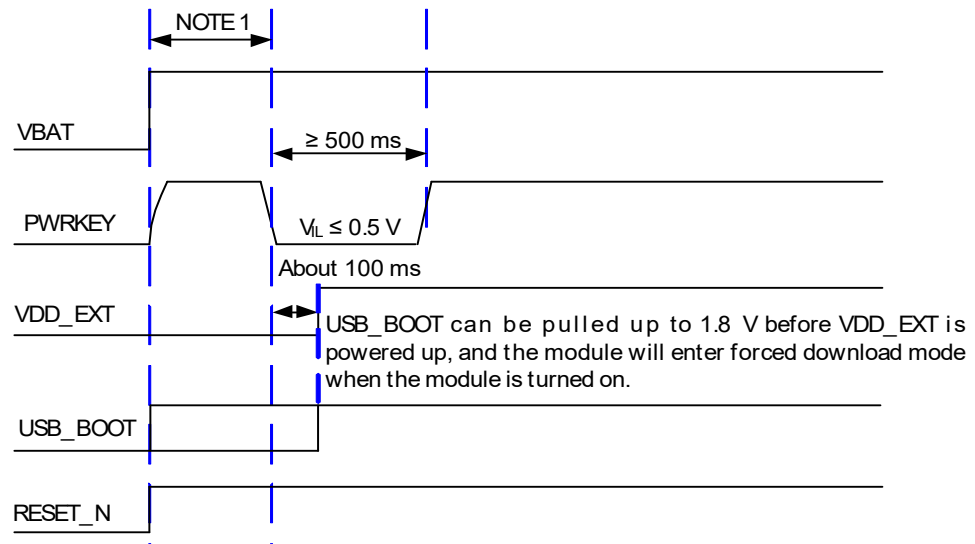 NOTE 1
VBAT
≥ 500 ms
PWRKEY
VIL ≤ 0.5 V
About 100 ms
VDD_EXT
USB_BOOT can be pulled up to 1.8 V before VDD_EXT is
powered up, and the module will enter forced download mode
when the module is turned on.
USB_BOOT
RESET_N